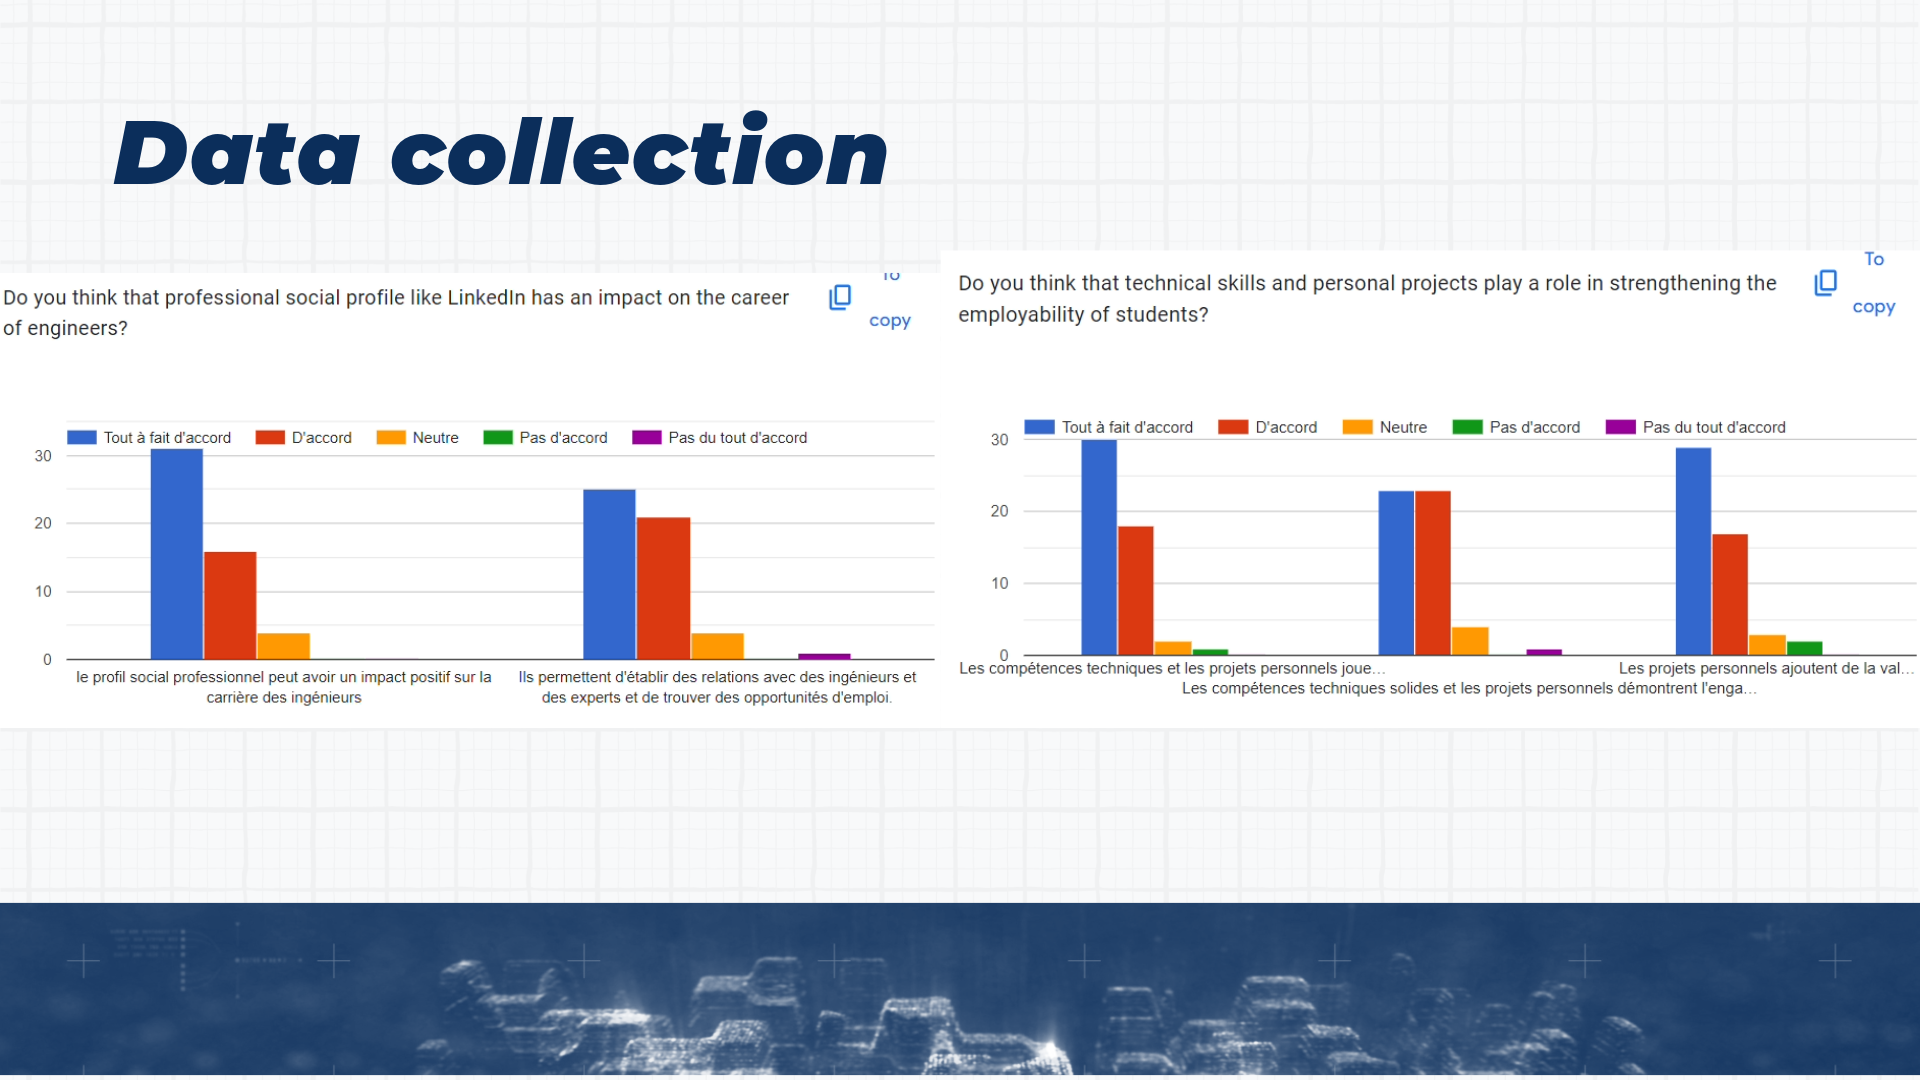 Data collection
Do you think that professional social profile like LinkedIn has an impact on the career
of engineers?
To
copy
Tout à fait d'accord
D'accord
Neutre
Pas d'accord
Pas du tout d'accord
30
20
10
0
le profil social professionnel peut avoir un impact positif sur la
carrière des ingénieurs
Ils permettent d'établir des relations avec des ingénieurs et
des experts et de trouver des opportunités d'emploi.
Do you think that technical skills and personal projects play a role in strengthening the
employability of students?
To
copy
Tout à fait d'accord
D'accord
Neutre
Pas d'accord
Pas du tout d'accord
30
20
10
0
Les compétences techniques et les projets personnels joue…
Les compétences techniques solides et les projets personnels démontrent l'enga…
Les projets personnels ajoutent de la val…